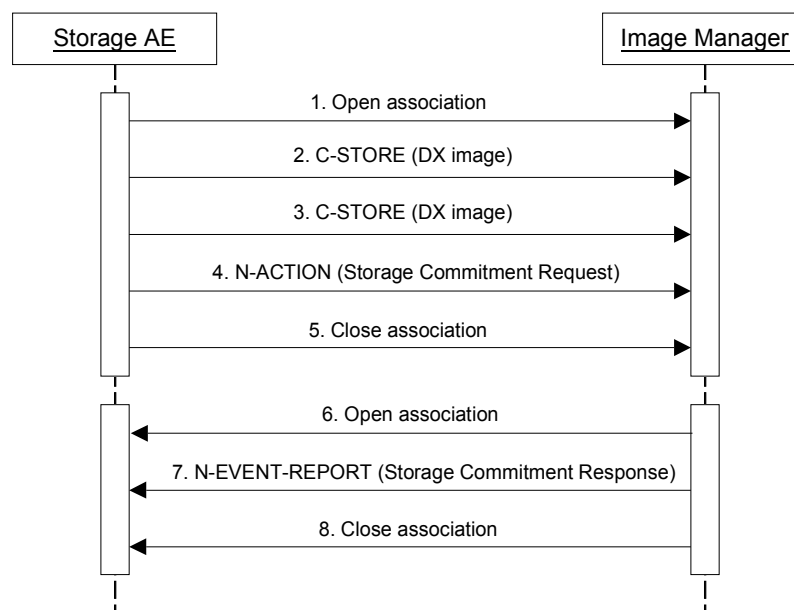 Storage AE
Image Manager
1. Open association
2. C-STORE (DX image)
3. C-STORE (DX image)
4. N-ACTION (Storage Commitment Request)
5. Close association
6. Open association
7. N-EVENT-REPORT (Storage Commitment Response)
8. Close association